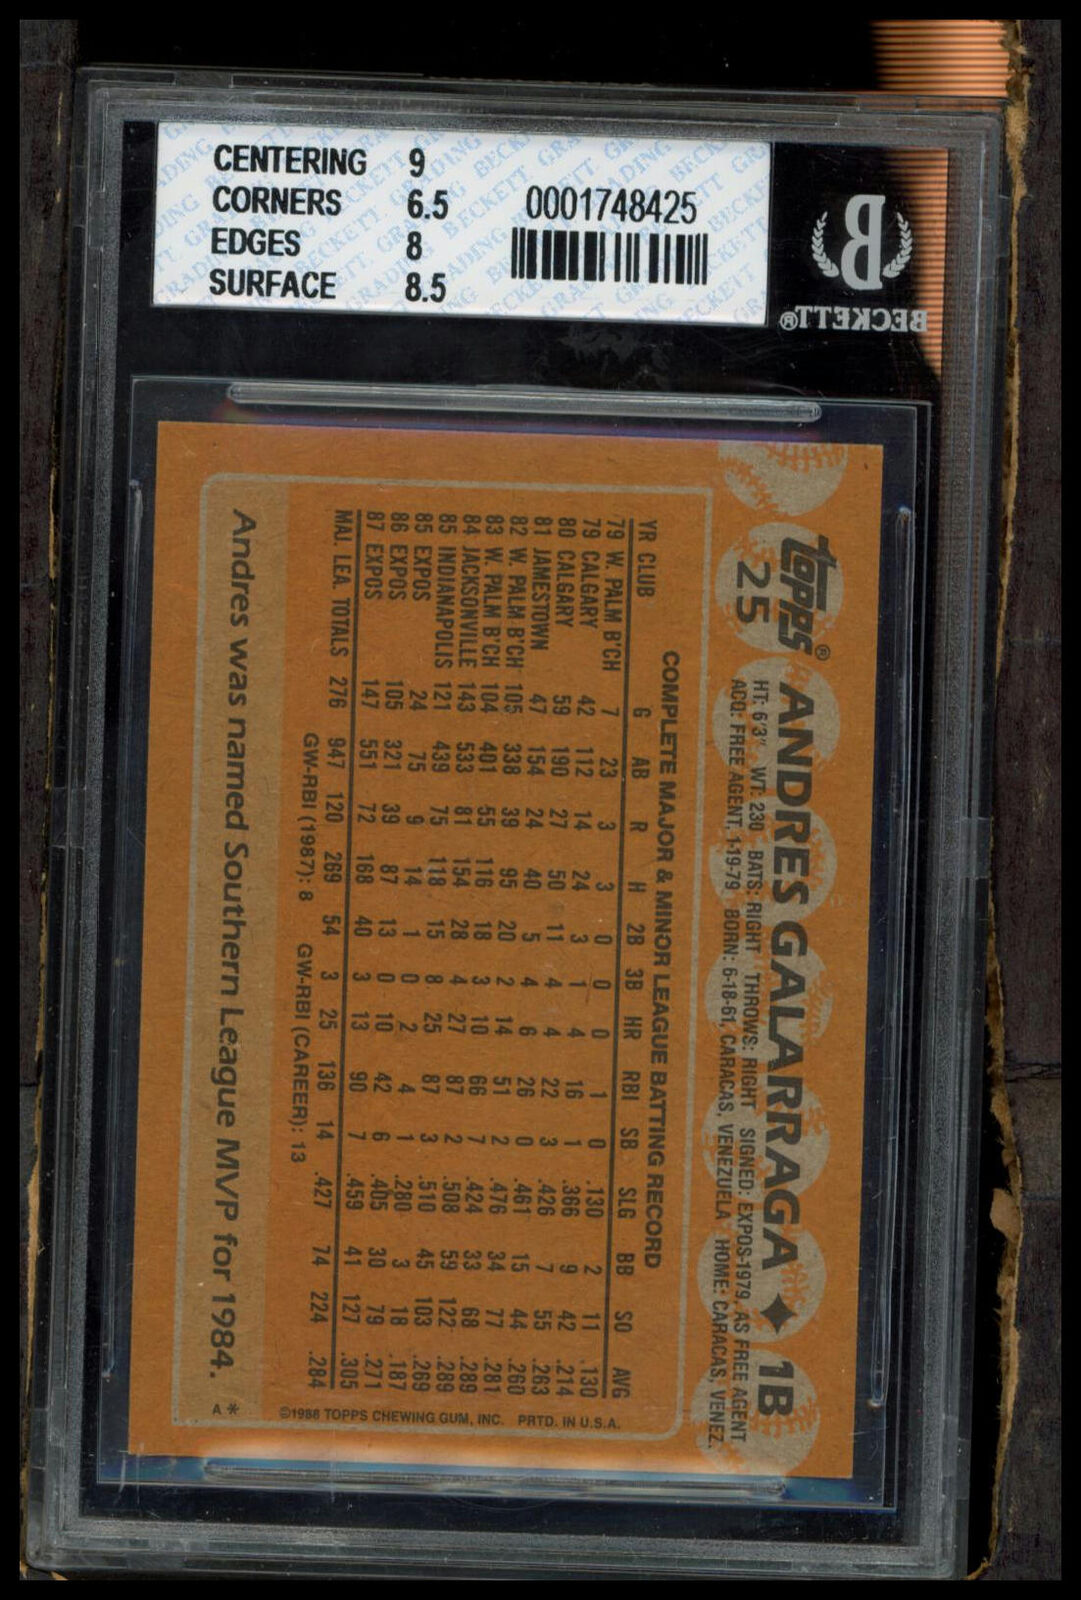 CENTERING 9
CORNERS 6.5
EDGES 8
SURFACE 8.5
0001748425
B
BECKETT®
topps®
25
ANDRES GALARRAGA ♦ 1B
HT: 6'3" WT: 230 BATS: RIGHT THROWS: RIGHT SIGNED: EXPOS-1979, AS FREE AGENT
ACQ: FREE AGENT, 1-19-79 BORN: 6-18-61, CARACAS, VENEZUELA HOME: CARACAS, VENEZ.
COMPLETE MAJOR & MINOR LEAGUE BATTING RECORD
YR CLUB G AB R H 2B 3B HR RBI SB SLG BB SO AVG
79 W. PALM B'CH 7 23 3 3 0 0 0 1 0 .130 2 11 .130
79 CALGARY 42 112 14 24 3 1 4 16 1 .366 9 42 .214
80 CALGARY 59 190 27 50 11 4 4 22 3 .426 7 55 .263
81 JAMESTOWN 47 154 24 40 5 4 6 26 0 .461 15 44 .260
82 W. PALM B'CH 105 338 39 95 20 2 14 51 2 .476 34 77 .281
83 W. PALM B'CH 104 401 55 116 18 3 10 66 7 .424 33 68 .289
84 JACKSONVILLE 143 533 81 154 28 4 27 87 2 .508 59 122 .289
85 INDIANAPOLIS 121 439 75 118 15 8 25 87 3 .510 45 103 .269
85 EXPOS 24 75 9 14 1 0 2 4 1 .280 3 18 .187
86 EXPOS 105 321 39 87 13 0 10 42 6 .405 30 79 .271
87 EXPOS 147 551 72 168 40 3 13 90 7 .459 41 127 .305
MAJ. LEA. TOTALS 276 947 120 269 54 3 25 136 14 .427 74 224 .284
GW-RBI (1987): 8 GW-RBI (CAREER): 13
©1988 TOPPS CHEWING GUM, INC. PRTD. IN U.S.A.
Andres was named Southern League MVP for 1984.
A*